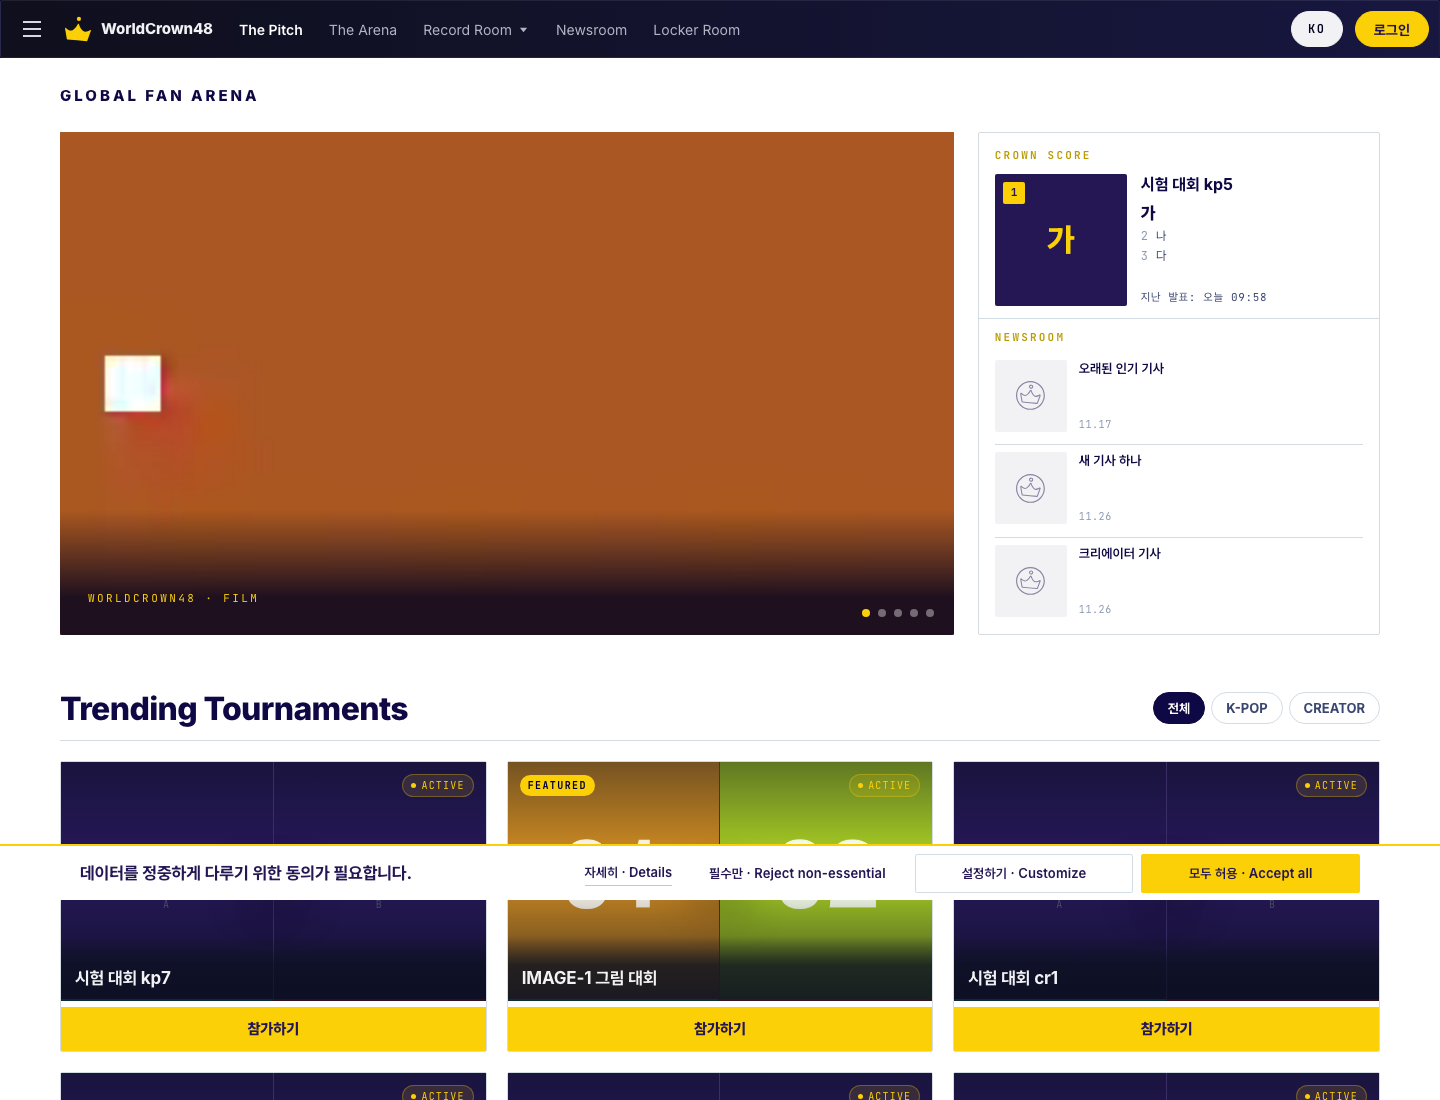 WorldCrown48
The Pitch
The Arena
Record Room
Newsroom
Locker Room
KO
로그인
GLOBAL FAN ARENA
WORLDCROWN48 · FILM
CROWN SCORE
1
가
시험 대회 kp5
가
2 나
3 다
지난 발표: 오늘 09:58
NEWSROOM
오래된 인기 기사
11.17
새 기사 하나
11.26
크리에이터 기사
11.26
Trending Tournaments
전체
K-POP
CREATOR
ACTIVE
FEATURED
ACTIVE
ACTIVE
데이터를 정중하게 다루기 위한 동의가 필요합니다.
자세히 · Details
필수만 · Reject non-essential
설정하기 · Customize
모두 허용 · Accept all
A
B
A
B
시험 대회 kp7
IMAGE-1 그림 대회
시험 대회 cr1
참가하기
참가하기
참가하기
ACTIVE
ACTIVE
ACTIVE